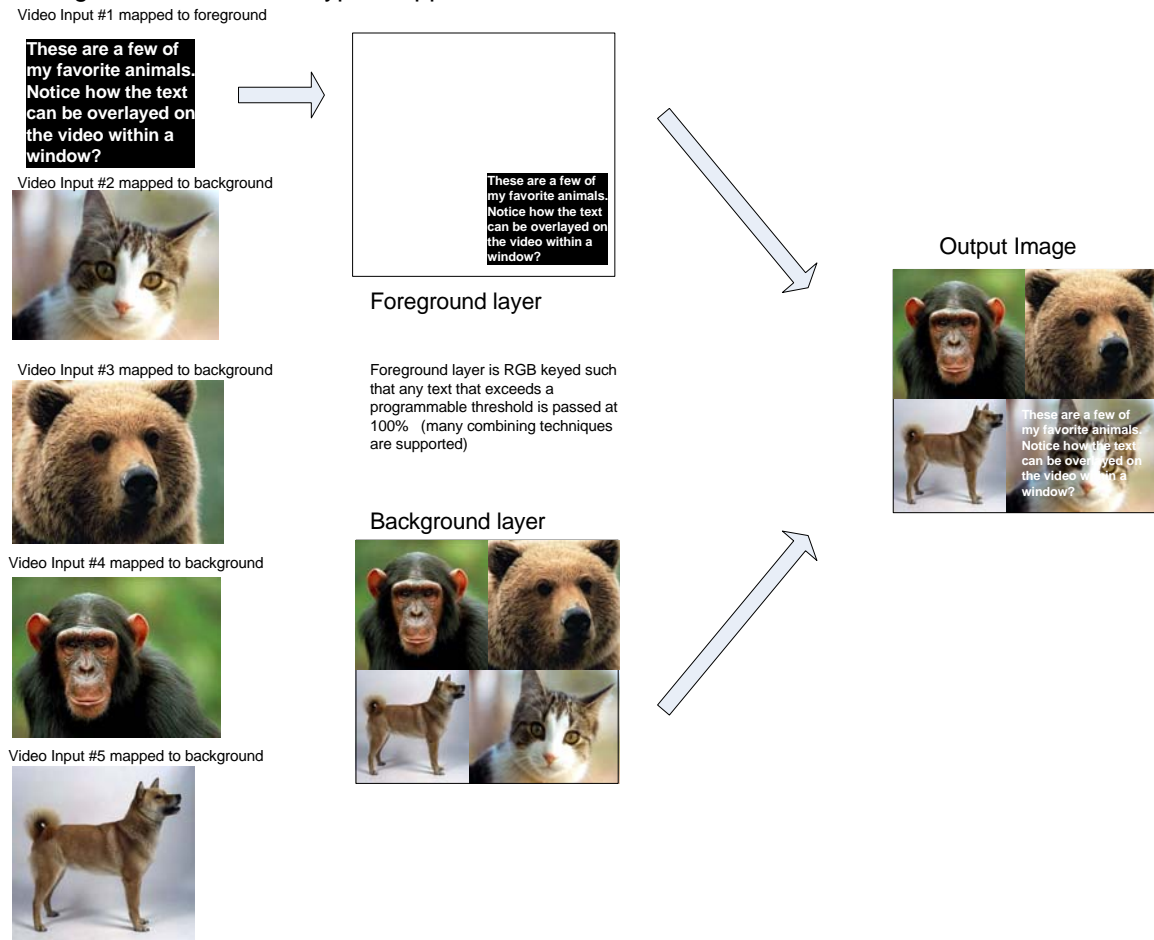 Video Input #1 mapped to foreground
These are a few of
my favorite animals.
Notice how the text
can be overlayed on
the video within a
window?
Video Input #2 mapped to background
Video Input #3 mapped to background
Video Input #4 mapped to background
Video Input #5 mapped to background
These are a few of
my favorite animals.
Notice how the text
can be overlayed on
the video within a
window?
Foreground layer
Foreground layer is RGB keyed such
that any text that exceeds a
programmable threshold is passed at
100% (many combining techniques
are supported)
Background layer
Output Image
These are a few of
my favorite animals.
Notice how the text
can be overlayed on
the video within a
window?